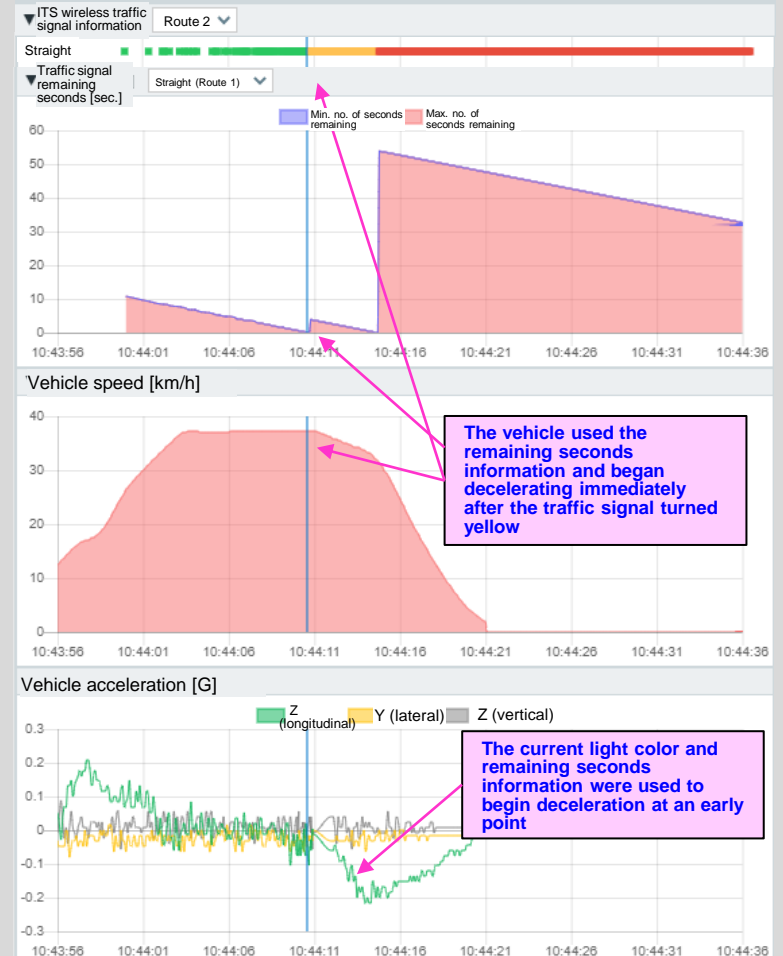 ▼ITS wireless traffic
signal information
Route 2
Straight
▼Traffic signal
remaining
seconds [sec.]
Straight (Route 1)
Min. no. of seconds
remaining
Max. no. of
seconds remaining
60
50
40
30
20
10
0
10:43:56 10:44:01 10:44:06 10:44:11 10:44:16 10:44:21 10:44:26 10:44:31 10:44:36
Vehicle speed [km/h]
40
30
20
10
0
The vehicle used the
remaining seconds
information and began
decelerating immediately
after the traffic signal turned
yellow
10:43:56 10:44:01 10:44:06 10:44:11 10:44:16 10:44:21 10:44:26 10:44:31 10:44:36
Vehicle acceleration [G]
Z
(longitudinal)
Y (lateral)
Z (vertical)
0.3
0.2
0.1
0
-0.1
-0.2
-0.3
The current light color and
remaining seconds
information were used to
begin deceleration at an early
point
10:43:56 10:44:01 10:44:06 10:44:11 10:44:16 10:44:21 10:44:26 10:44:31 10:44:36